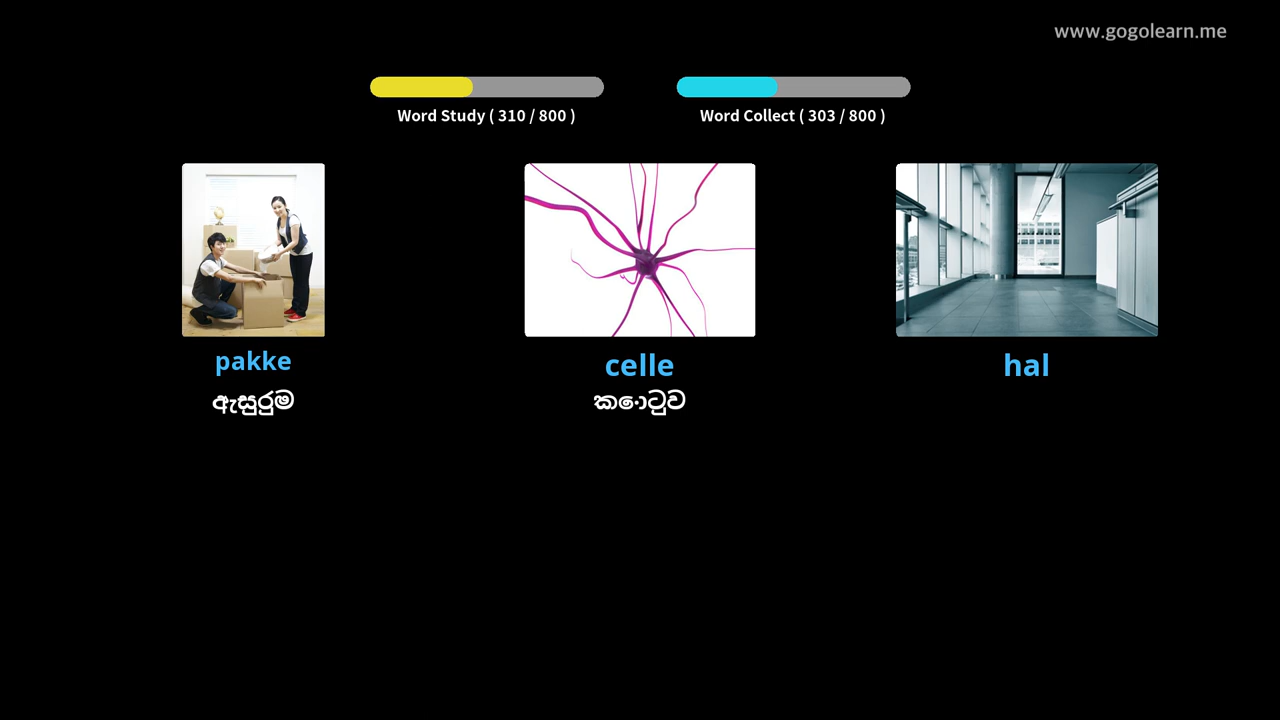 www.gogolearn.me
Word Study ( 310 / 800 )
Word Collect ( 303 / 800 )
pakke
ඇසුරුම
celle
කොටුව
hal